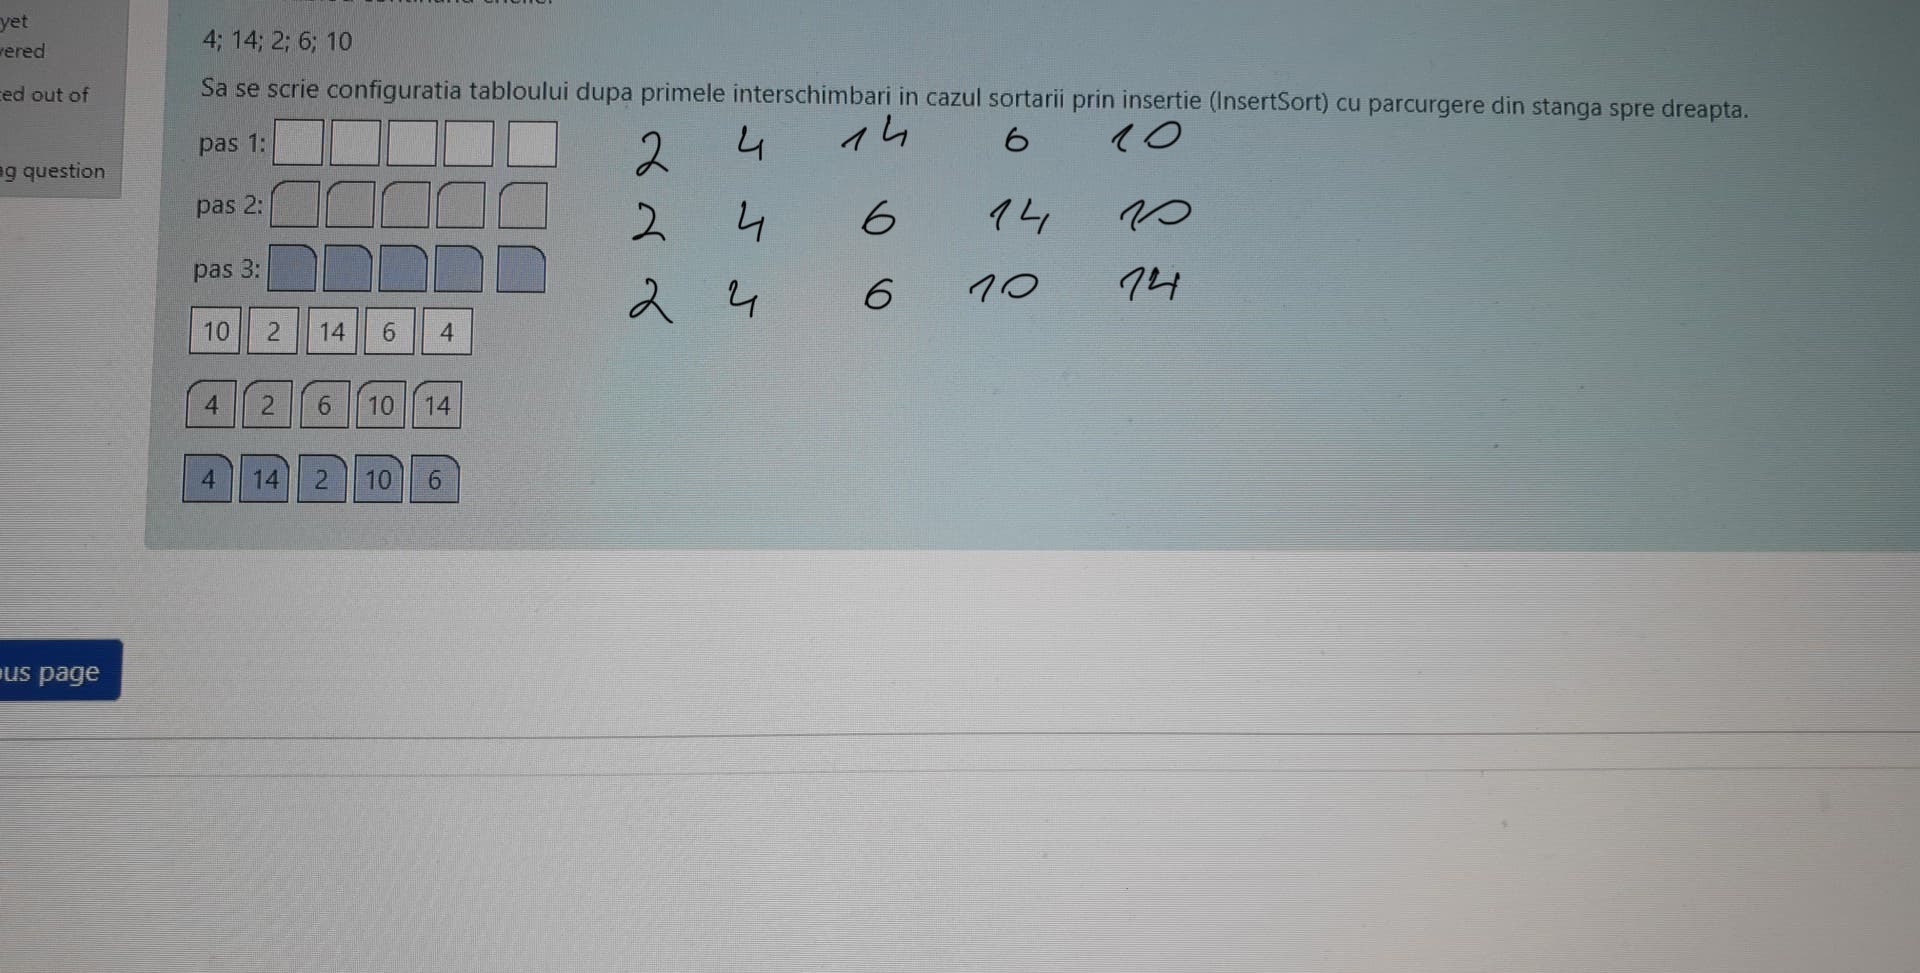 yet
4; 14; 2; 6; 10
Sa se scrie configuratia tabloului dupa primele interschimbari in cazul sortarii prin insertie (InsertSort) cu parcurgere din stanga spre dreapta.
out of
question
pas 1:
2 4 14 6 10
pas 2:
2 4 6 14 10
pas 3:
2 4 6 10 14
10 2 14 6 4
4 2 6 10 14
4 14 2 10 6
page